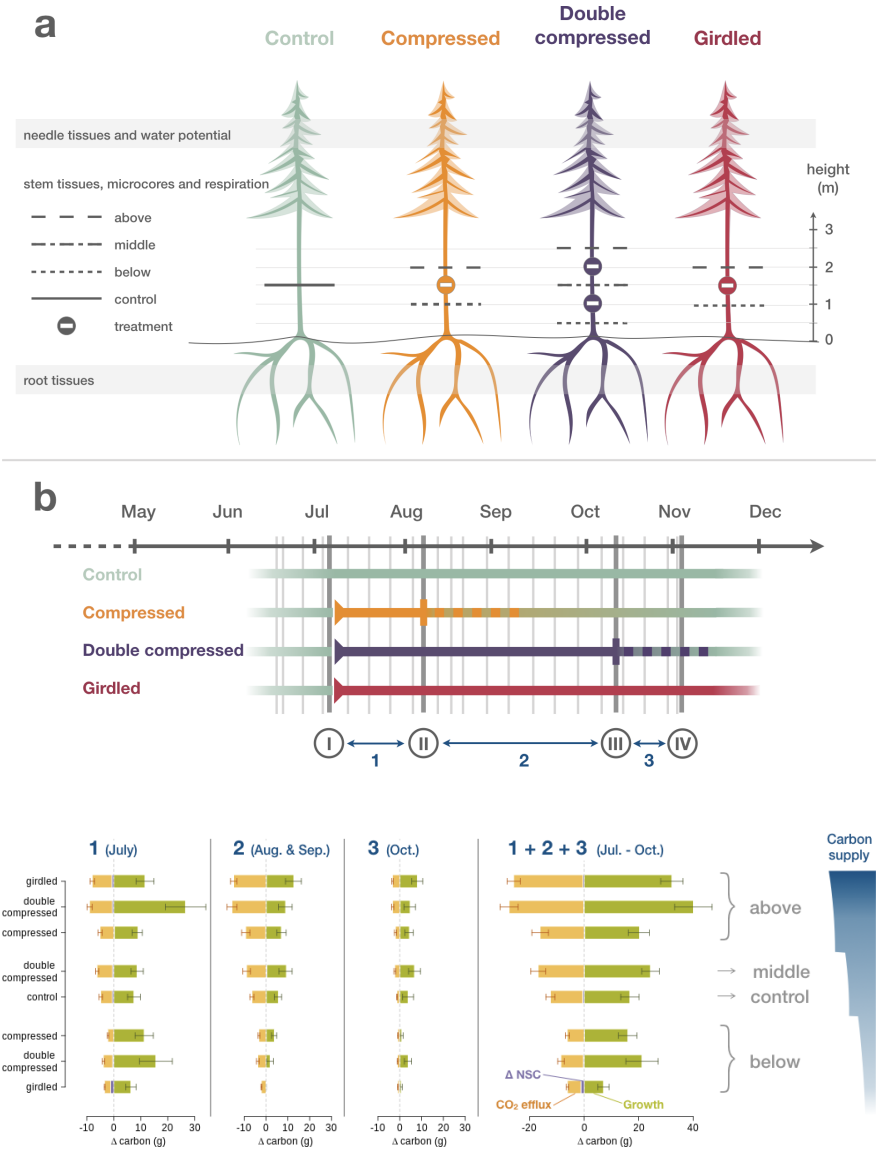 a
Control
Compressed
Double
compressed
Girdled
needle tissues and water potential
stem tissues, microcores and respiration
above
middle
below
control
treatment
height
(m)
3
2
1
0
root tissues
b
May Jun Jul Aug Sep Oct Nov Dec
Control
Compressed
Double compressed
Girdled
I II III IV
1 2 3
1 (July)
2 (Aug. & Sep.)
3 (Oct.)
1 + 2 + 3 (Jul. - Oct.)
Carbon
supply
girdled
double
compressed
compressed
above
double
compressed
middle
control
control
compressed
double
compressed
girdled
below
Δ NSC
CO₂ efflux
Growth
-10 0 10 20 30
-10 0 10 20 30
-10 0 10 20 30
-20 0 20 40
Δ carbon (g)
Δ carbon (g)
Δ carbon (g)
Δ carbon (g)